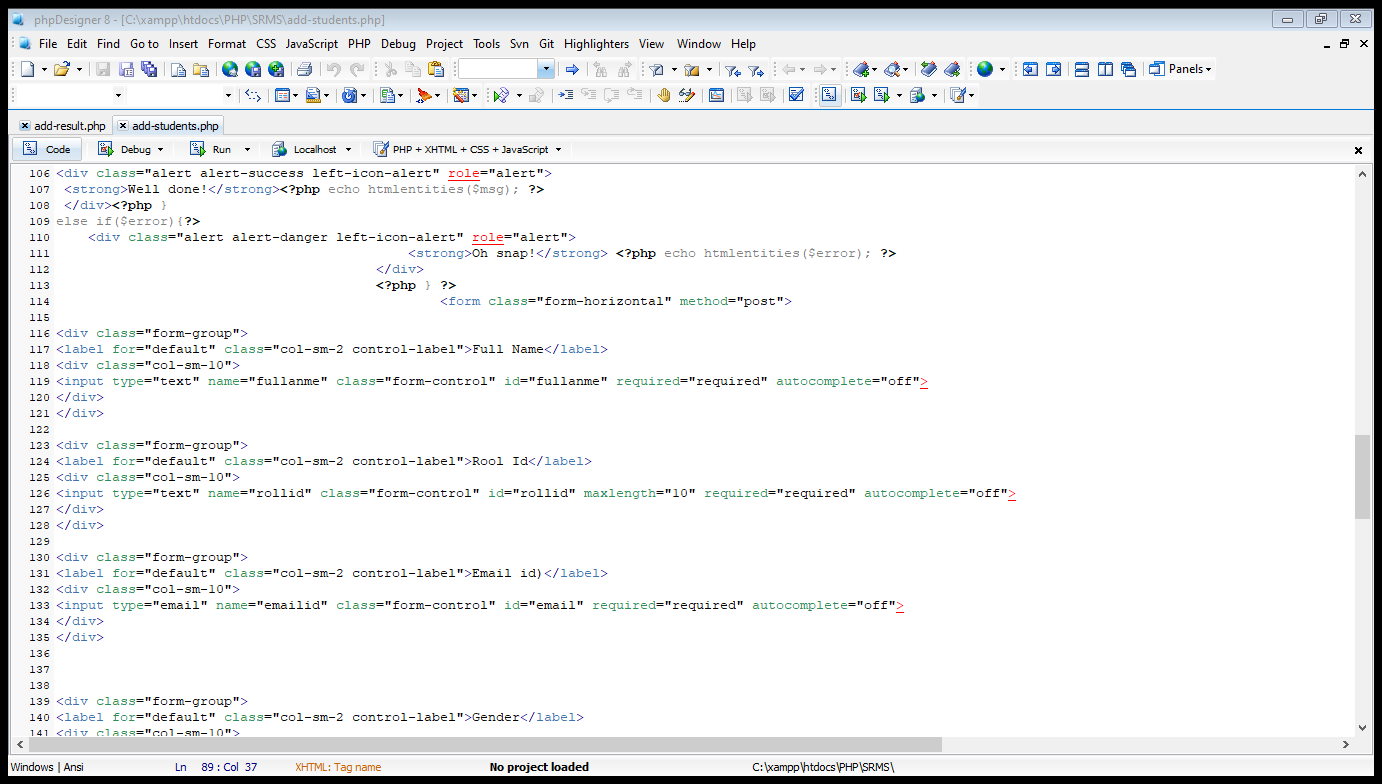 phpDesigner 8 - [C:\xampp\htdocs\PHP\SRMS\add-students.php]
File Edit Find Go to Insert Format CSS JavaScript PHP Debug Project Tools Svn Git Highlighters View Window Help
Panels
add-result.php add-students.php
Code Debug Run Localhost PHP + XHTML + CSS + JavaScript
106 <div class="alert alert-success left-icon-alert" role="alert">
107 <strong>Well done!</strong><?php echo htmlentities($msg); ?>
108 </div><?php }
109 else if($error){?>
110 <div class="alert alert-danger left-icon-alert" role="alert">
111 <strong>Oh snap!</strong> <?php echo htmlentities($error); ?>
112 </div>
113 <?php } ?>
114 <form class="form-horizontal" method="post">
115
116 <div class="form-group">
117 <label for="default" class="col-sm-2 control-label">Full Name</label>
118 <div class="col-sm-10">
119 <input type="text" name="fullanme" class="form-control" id="fullanme" required="required" autocomplete="off">
120 </div>
121 </div>
122
123 <div class="form-group">
124 <label for="default" class="col-sm-2 control-label">Rool Id</label>
125 <div class="col-sm-10">
126 <input type="text" name="rollid" class="form-control" id="rollid" maxlength="10" required="required" autocomplete="off">
127 </div>
128 </div>
129
130 <div class="form-group">
131 <label for="default" class="col-sm-2 control-label">Email id)</label>
132 <div class="col-sm-10">
133 <input type="email" name="emailid" class="form-control" id="email" required="required" autocomplete="off">
134 </div>
135 </div>
136
137
138
139 <div class="form-group">
140 <label for="default" class="col-sm-2 control-label">Gender</label>
141 <div class="col-sm-10">
Windows | Ansi Ln 89 : Col 37 XHTML: Tag name No project loaded C:\xampp\htdocs\PHP\SRMS\